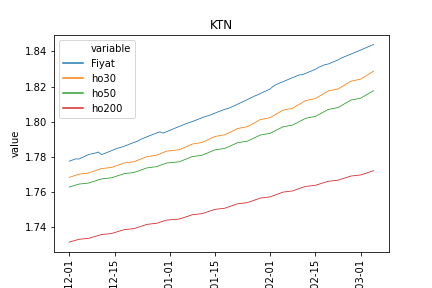 KTN
value
1.84
1.82
1.80
1.78
1.76
1.74
variable
Fiyat
ho30
ho50
ho200
12-01
12-15
01-01
01-15
02-01
02-15
03-01